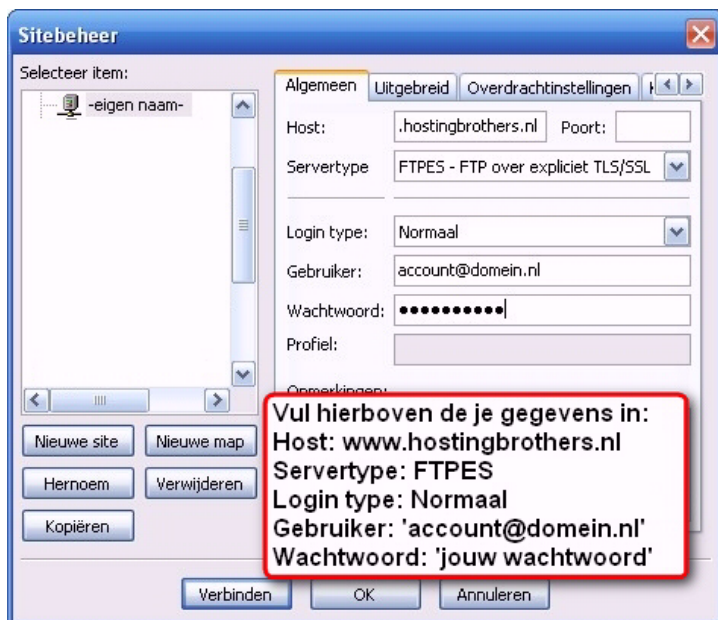 Sitebeheer
Selecteer item:
-eigen naam-
Algemeen Uitgebreid Overdrachtinstellingen
Host: .hostingbrothers.nl Poort:
Servertype FTPES - FTP over expliciet TLS/SSL
Login type: Normaal
Gebruiker: account@domein.nl
Wachtwoord: ●●●●●●●●●●
Profiel:
Opmerkingen:
Vul hierboven de je gegevens in:
Host: www.hostingbrothers.nl
Servertype: FTPES
Login type: Normaal
Gebruiker: 'account@domein.nl'
Wachtwoord: 'jouw wachtwoord'
Nieuwe site Nieuwe map
Hernoem Verwijderen
Kopiëren
Verbinden OK Annuleren